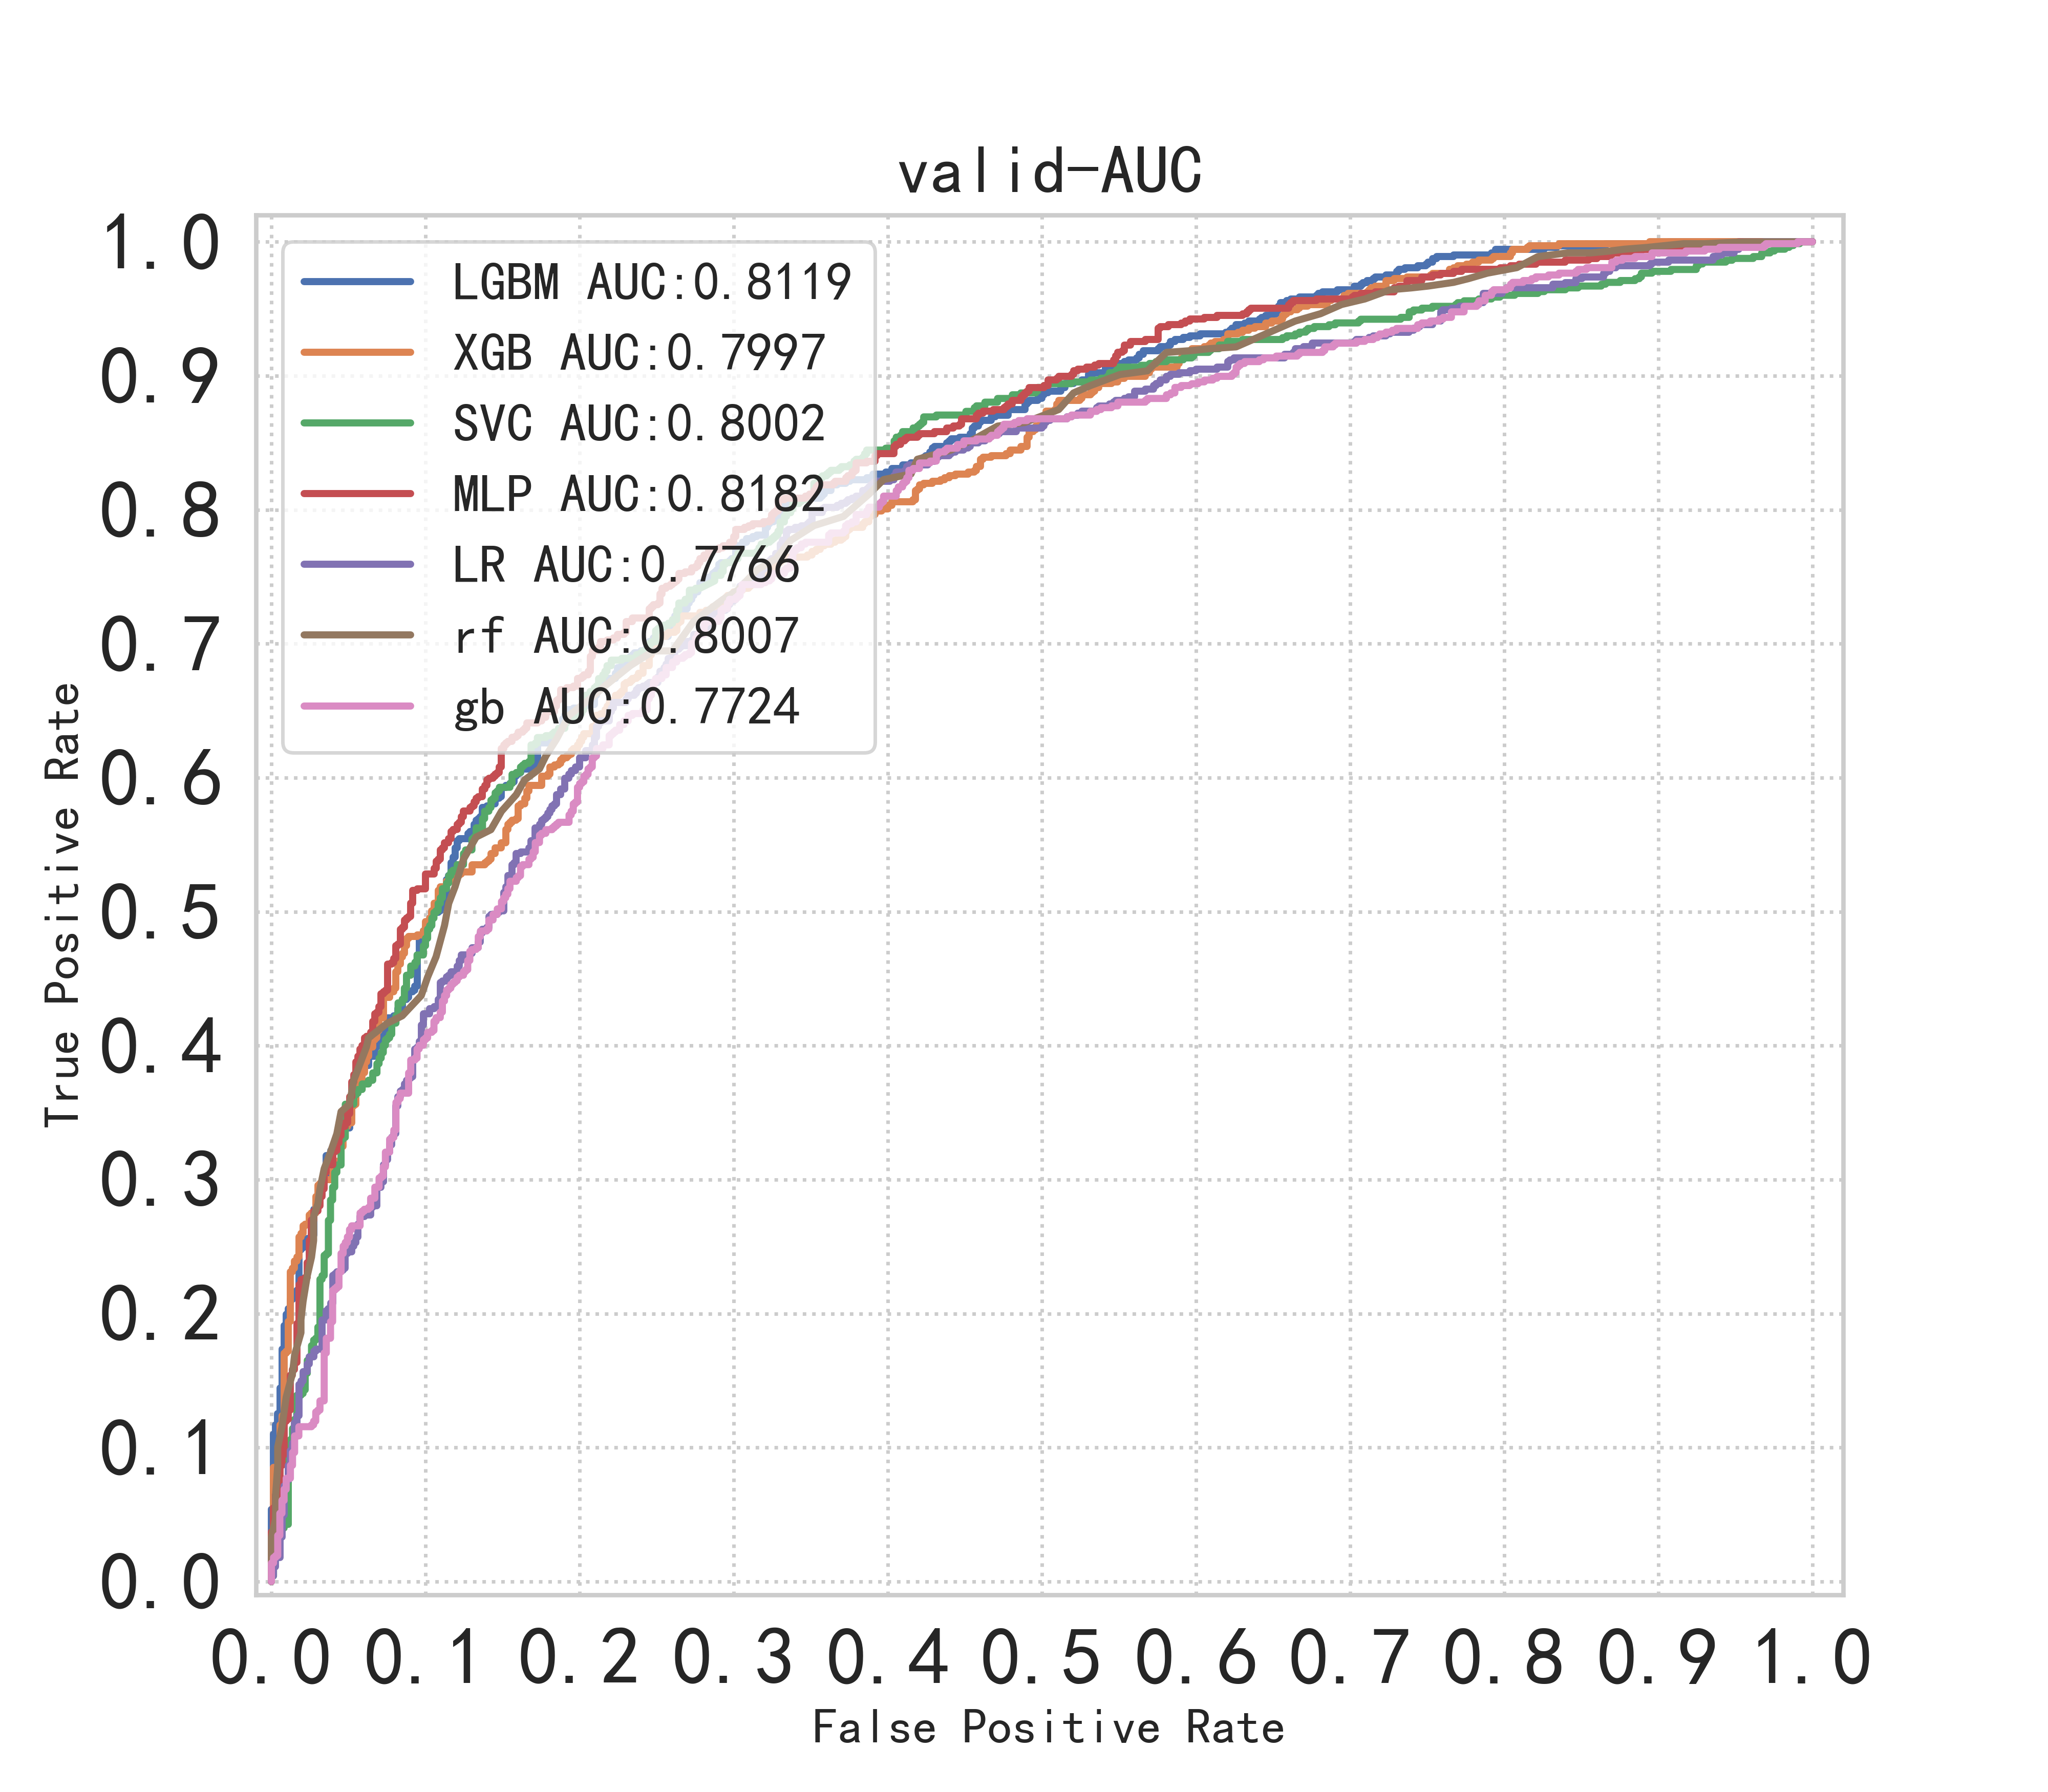 valid-AUC
LGBM AUC:0.8119
XGB AUC:0.7997
SVC AUC:0.8002
MLP AUC:0.8182
LR AUC:0.7766
rf AUC:0.8007
gb AUC:0.7724
True Positive Rate
1.0
0.9
0.8
0.7
0.6
0.5
0.4
0.3
0.2
0.1
0.0
0.0 0.1 0.2 0.3 0.4 0.5 0.6 0.7 0.8 0.9 1.0
False Positive Rate